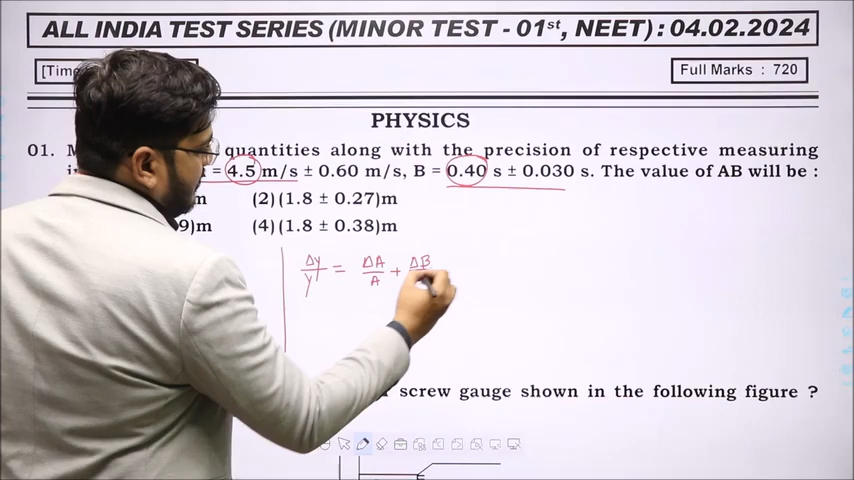 ALL INDIA TEST SERIES (MINOR TEST - 01st, NEET) : 04.02.2024
[Time
Full Marks : 720
PHYSICS
01. quantities along with the precision of respective measuring
= 4.5 m/s ± 0.60 m/s, B = 0.40 s ± 0.030 s. The value of AB will be :
m (2) (1.8 ± 0.27)m
9)m (4) (1.8 ± 0.38)m
Δy/y = ΔA/A + ΔB
screw gauge shown in the following figure ?